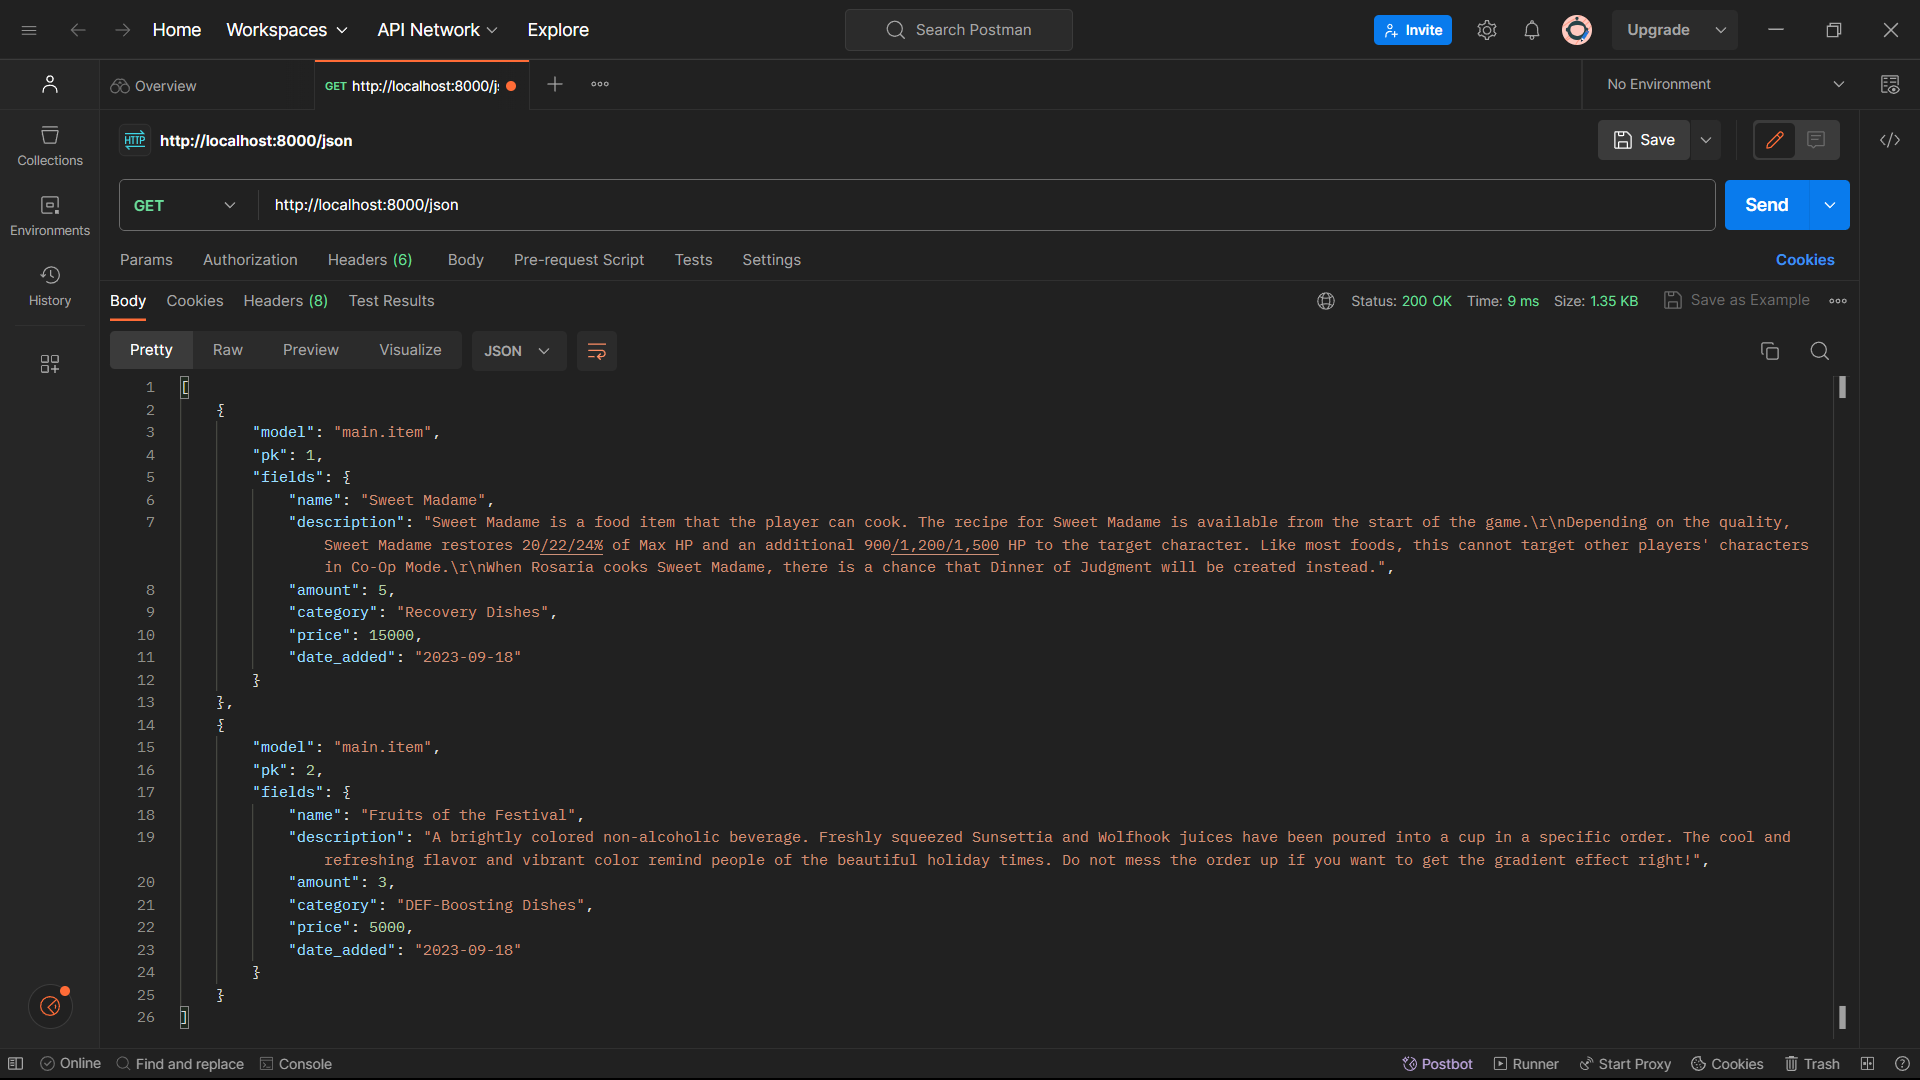 Home
Workspaces
API Network
Explore
Search Postman
Invite
Upgrade
Overview
GET http://localhost:8000/j
No Environment
HTTP http://localhost:8000/json
Save
Collections
Environments
History
GET
http://localhost:8000/json
Send
Params
Authorization
Headers (6)
Body
Pre-request Script
Tests
Settings
Cookies
Body
Cookies
Headers (8)
Test Results
Status: 200 OK
Time: 9 ms
Size: 1.35 KB
Save as Example
Pretty
Raw
Preview
Visualize
JSON
1 [
2 {
3 "model": "main.item",
4 "pk": 1,
5 "fields": {
6 "name": "Sweet Madame",
7 "description": "Sweet Madame is a food item that the player can cook. The recipe for Sweet Madame is available from the start of the game.\r\nDepending on the quality,
Sweet Madame restores 20/22/24% of Max HP and an additional 900/1,200/1,500 HP to the target character. Like most foods, this cannot target other players' characters
in Co-Op Mode.\r\nWhen Rosaria cooks Sweet Madame, there is a chance that Dinner of Judgment will be created instead.",
8 "amount": 5,
9 "category": "Recovery Dishes",
10 "price": 15000,
11 "date_added": "2023-09-18"
12 }
13 },
14 {
15 "model": "main.item",
16 "pk": 2,
17 "fields": {
18 "name": "Fruits of the Festival",
19 "description": "A brightly colored non-alcoholic beverage. Freshly squeezed Sunsettia and Wolfhook juices have been poured into a cup in a specific order. The cool and
refreshing flavor and vibrant color remind people of the beautiful holiday times. Do not mess the order up if you want to get the gradient effect right!",
20 "amount": 3,
21 "category": "DEF-Boosting Dishes",
22 "price": 5000,
23 "date_added": "2023-09-18"
24 }
25 }
26 ]
Online
Find and replace
Console
Postbot
Runner
Start Proxy
Cookies
Trash